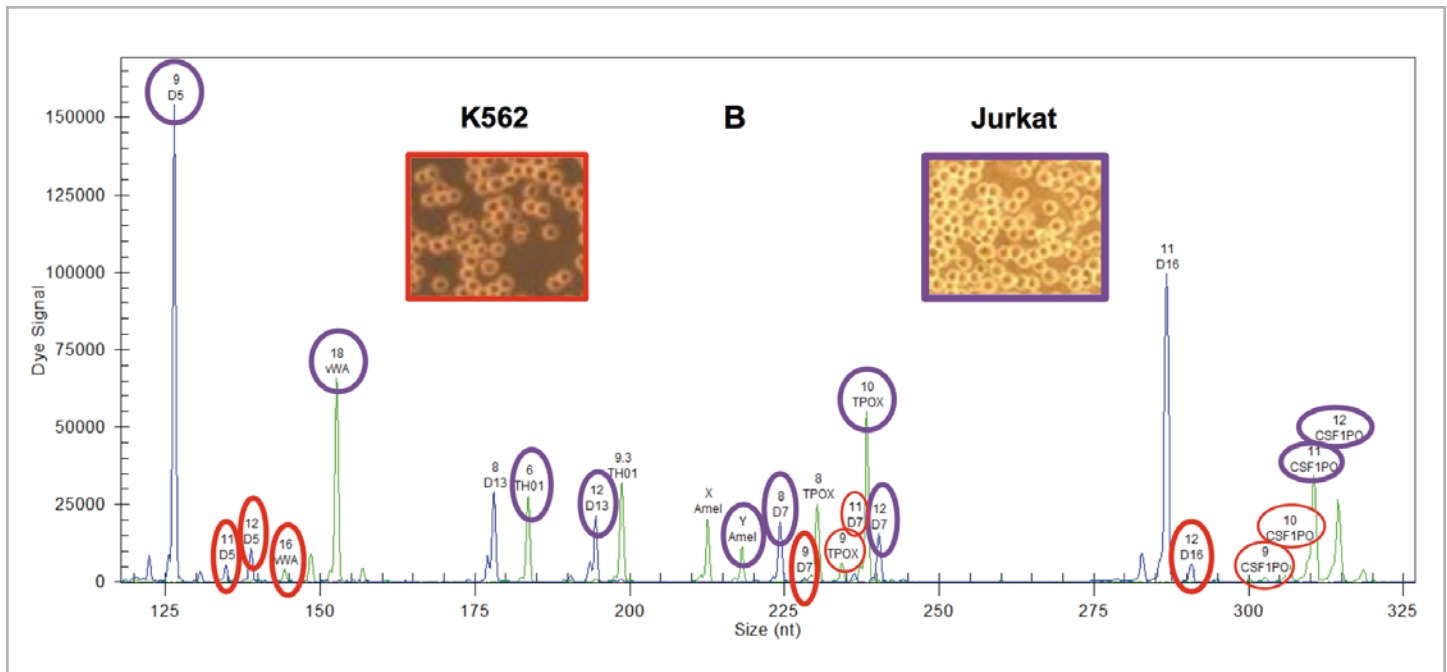 K562
B
Jurkat
Dye Signal
150000
125000
100000
75000
50000
25000
0
9
D5
11
D5
12
D5
16
vWA
18
vWA
8
D13
6
TH01
12
D13
9.3
TH01
X
Amel
Y
Amel
8
D7
9
D7
8
TPOX
9
TPOX
11
D7
10
TPOX
12
D7
11
D16
12
D16
9
CSF1PO
10
CSF1PO
11
CSF1PO
12
CSF1PO
125
150
175
200
225
250
275
300
325
Size (nt)